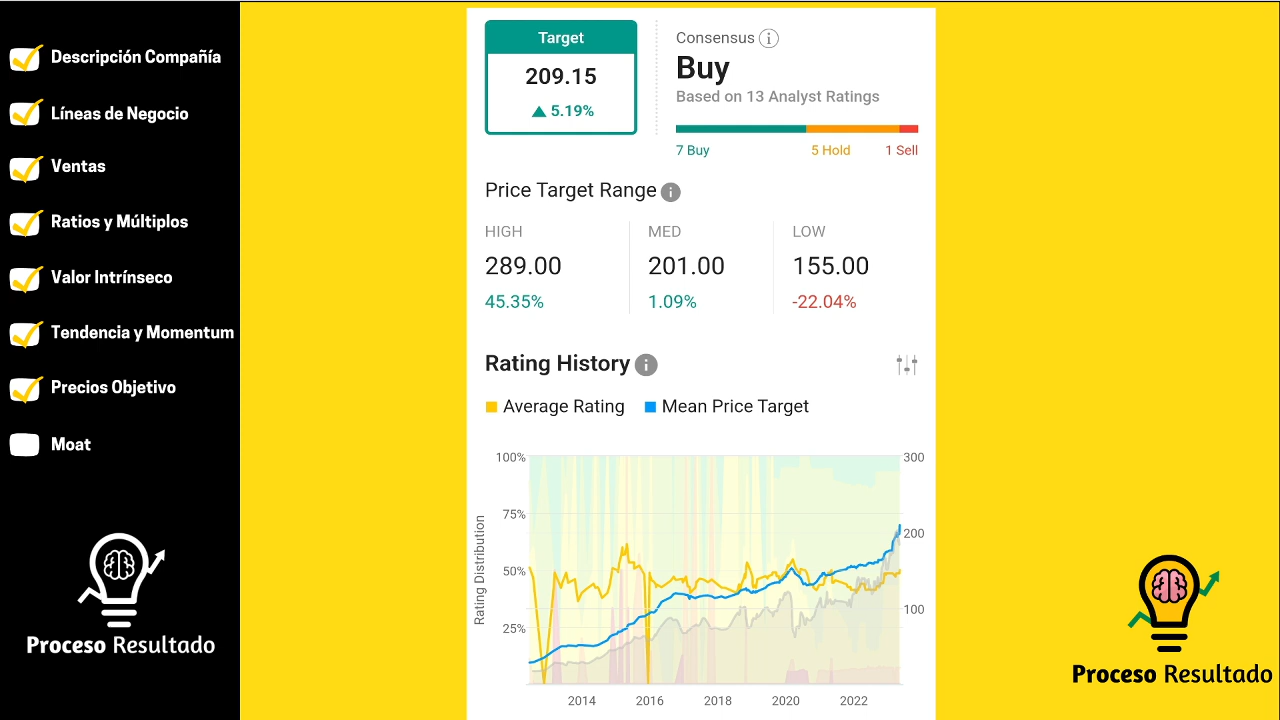 Descripción Compañía
Líneas de Negocio
Ventas
Ratios y Múltiplos
Valor Intrínseco
Tendencia y Momentum
Precios Objetivo
Moat
Proceso Resultado
Target
209.15
▲ 5.19%
Consensus i
Buy
Based on 13 Analyst Ratings
7 Buy 5 Hold 1 Sell
Price Target Range i
HIGH MED LOW
289.00 201.00 155.00
45.35% 1.09% -22.04%
Rating History i
Average Rating Mean Price Target
100% 300
75%
200
50%
100
25%
Rating Distribution
2014 2016 2018 2020 2022
Proceso Resultado